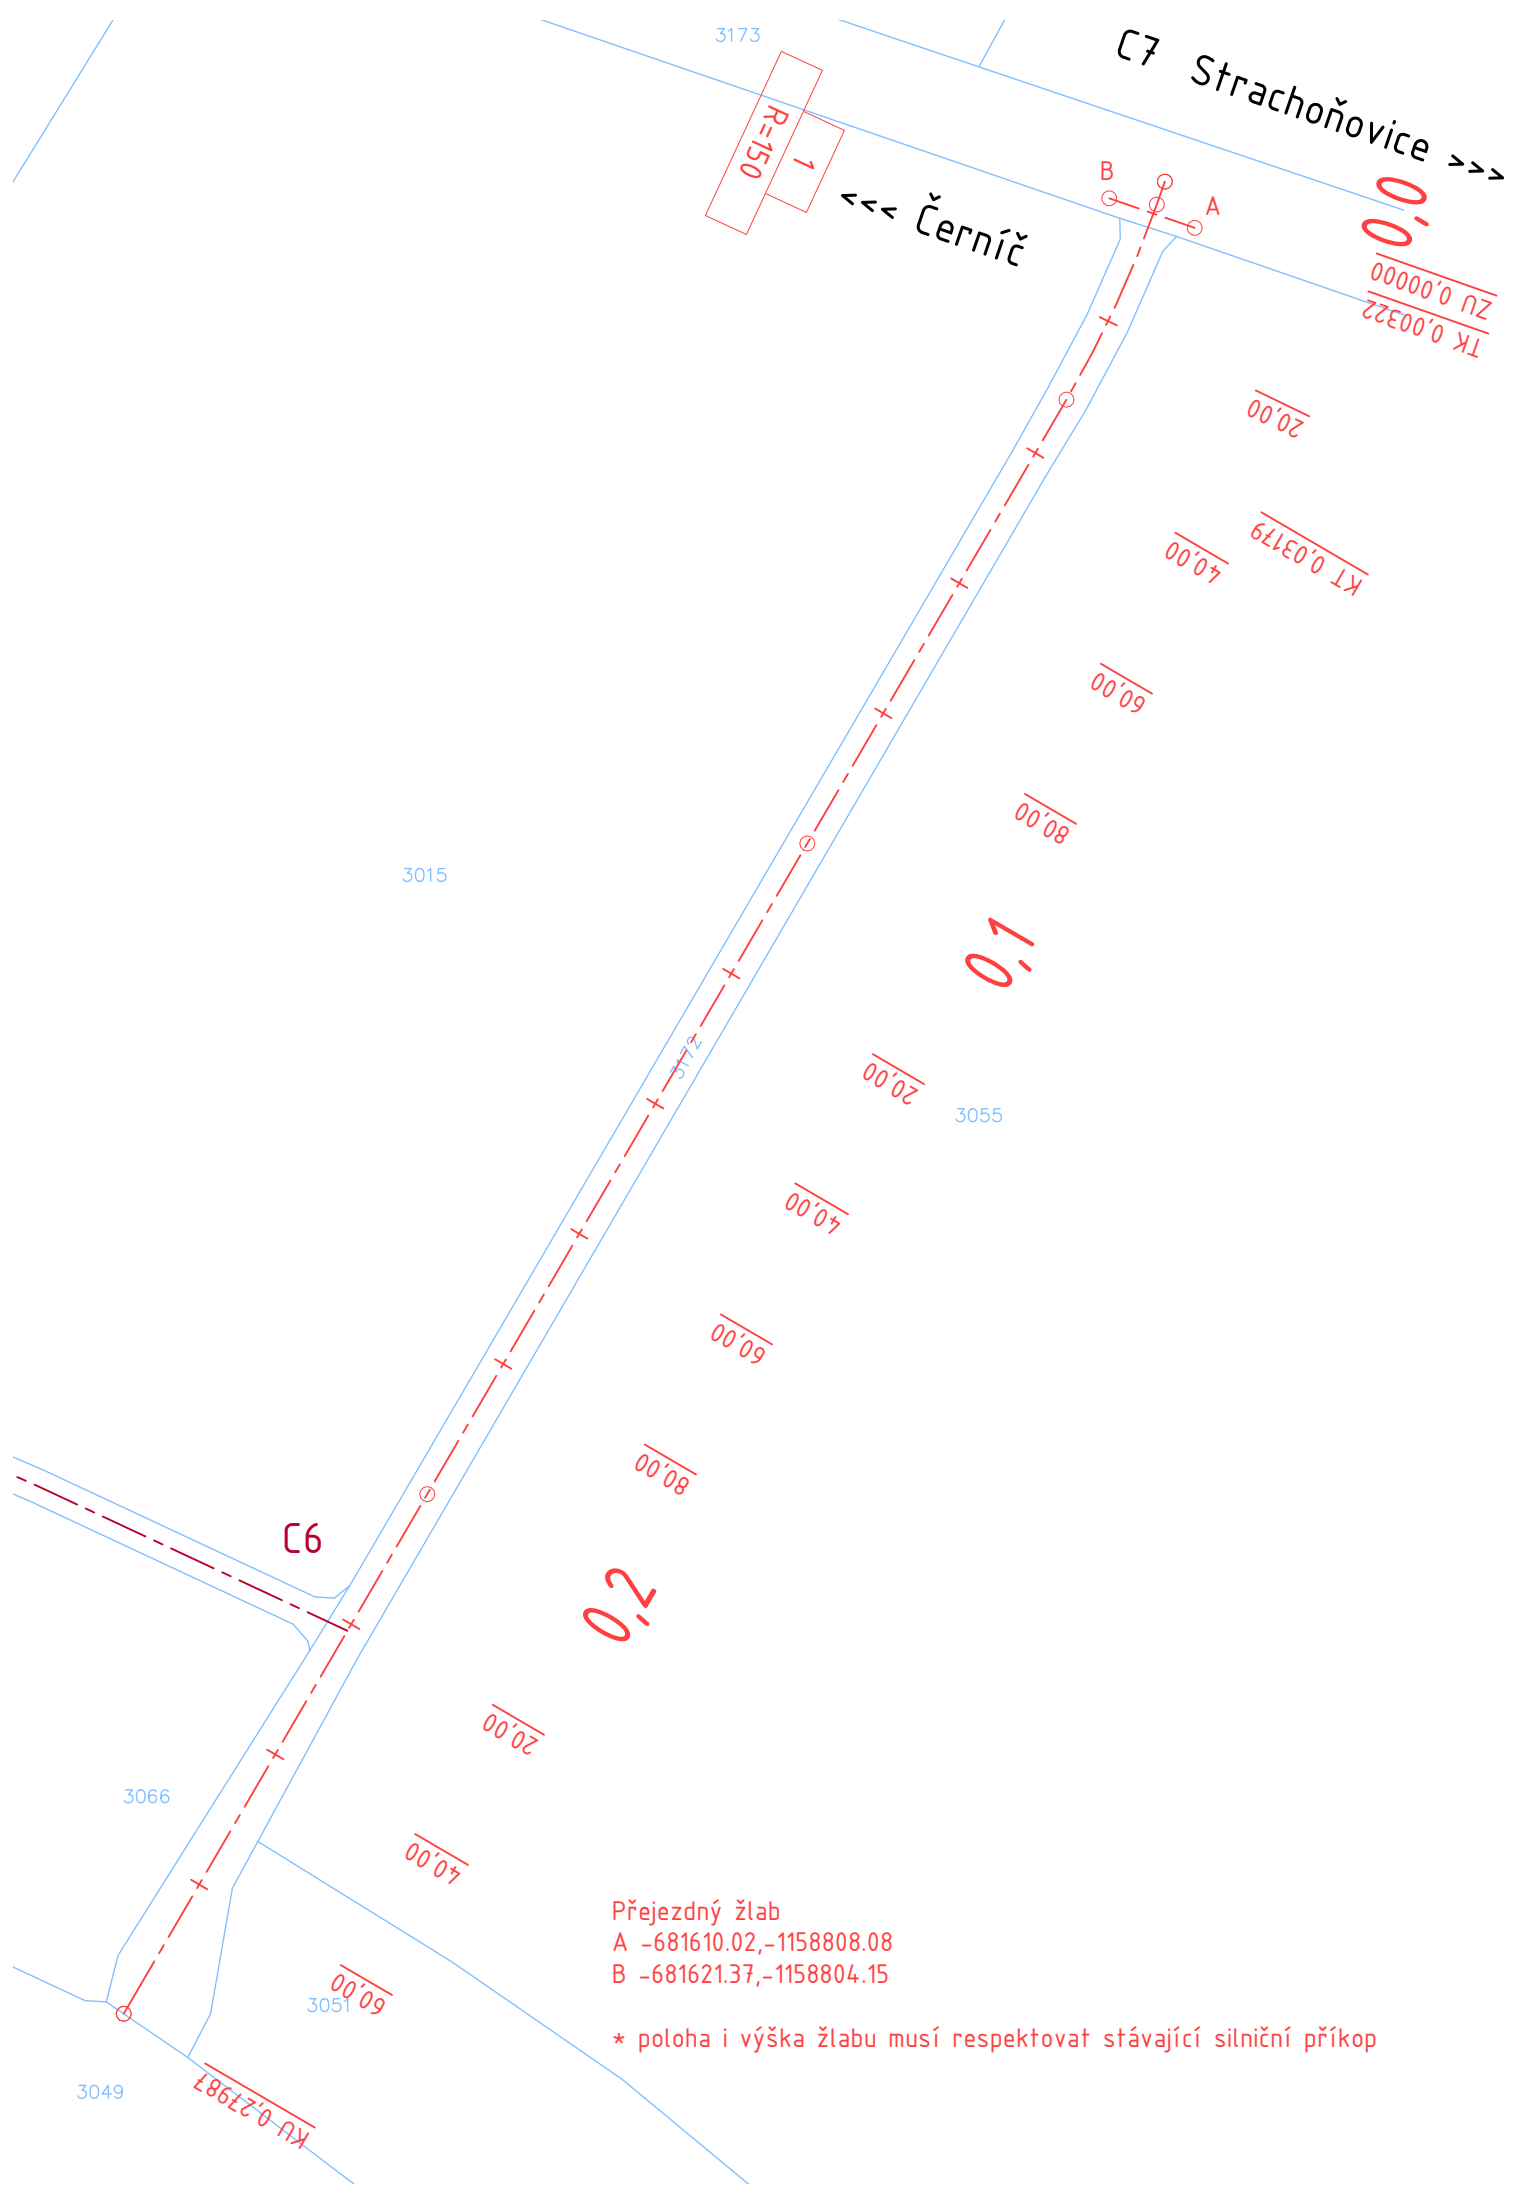 3173
C7 Strachoňovice >>>
R=150
1
<<< Černíč
B
A
0,0
ZU 0,00000
TK 0,00322
20,00
KT 0,03179
40,00
60,00
80,00
3015
0,1
3172
20,00
3055
40,00
60,00
80,00
C6
0,2
20,00
3066
40,00
Přejezdný žlab
A -681610.02,-1158808.08
B -681621.37,-1158804.15
60,00
3051
* poloha i výška žlabu musí respektovat stávající silniční příkop
3049
KU 0,27987